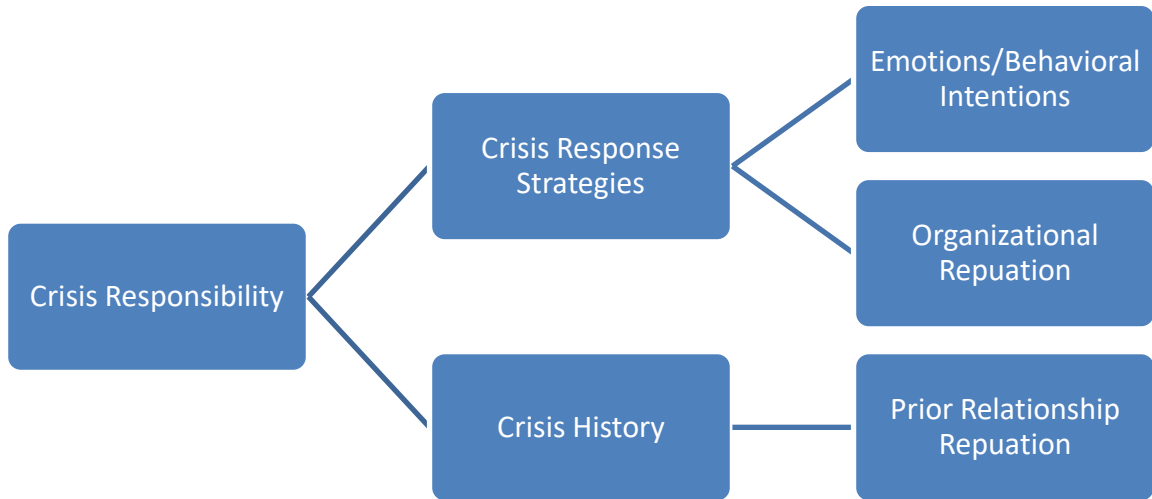 Crisis Responsibility
Crisis Response
Strategies
Emotions/Behavioral
Intentions
Organizational
Repuation
Crisis History
Prior Relationship
Repuation